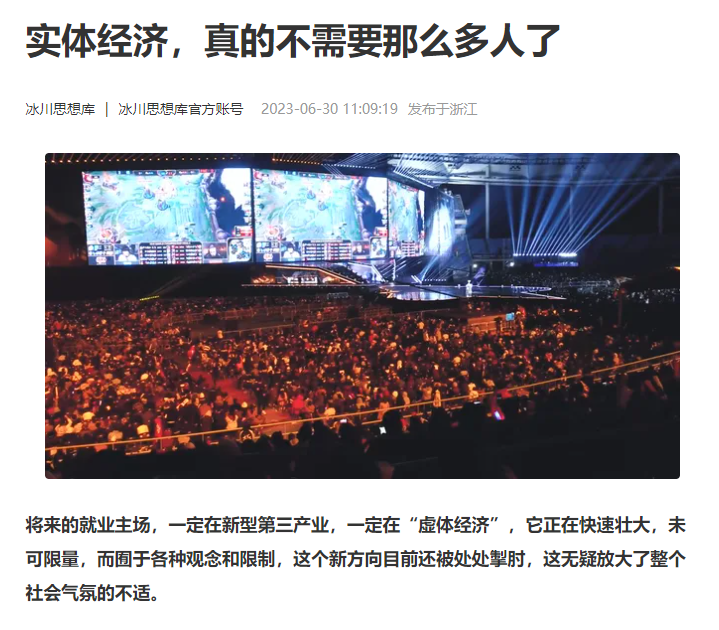 实体经济，真的不需要那么多人了
冰川思想库 | 冰川思想库官方账号 2023-06-30 11:09:19 发布于浙江
将来的就业主场，一定在新型第三产业，一定在“虚体经济”，它正在快速壮大，未
可限量，而囿于各种观念和限制，这个新方向目前还被处处掣肘，这无疑放大了整个
社会气氛的不适。